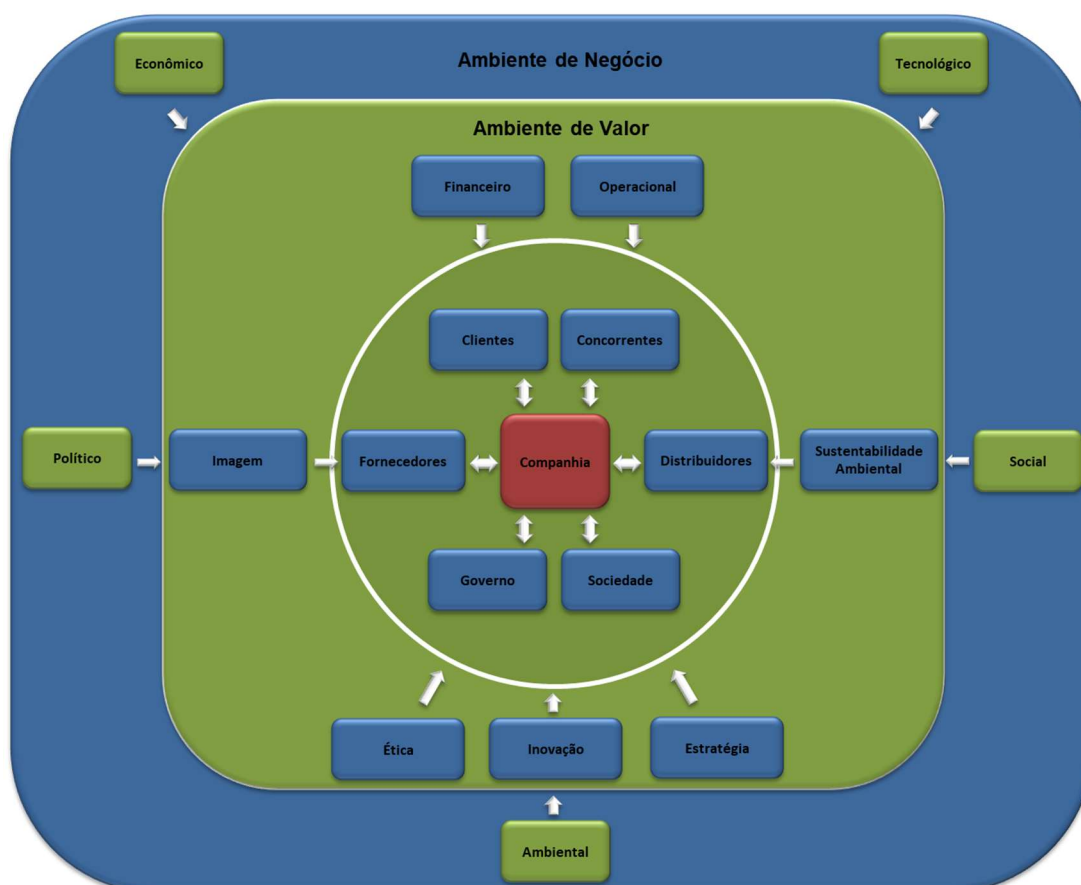 Econômico
Ambiente de Negócio
Tecnológico
Ambiente de Valor
Financeiro
Operacional
Clientes
Concorrentes
Político
Imagem
Fornecedores
Companhia
Distribuidores
Sustentabilidade
Ambiental
Social
Governo
Sociedade
Ética
Inovação
Estratégia
Ambiental